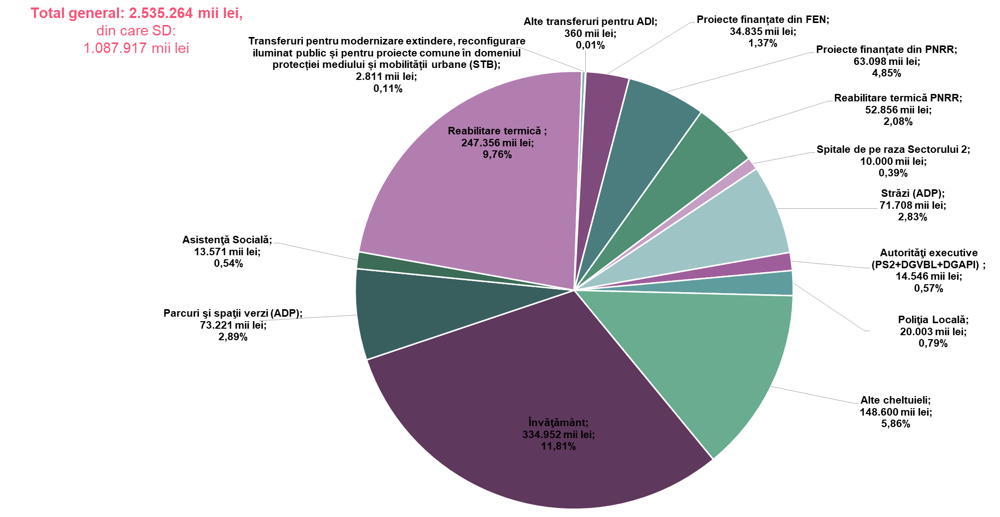 Total general: 2.535.264 mii lei,
din care SD:
1.087.917 mii lei
Transferuri pentru modernizare extindere, reconfigurare
iluminat public și pentru proiecte comune în domeniul
protecției mediului și mobilității urbane (STB);
2.811 mii lei;
0,11%
Alte transferuri pentru ADI;
360 mii lei;
0,01%
Proiecte finanțate din FEN;
34.835 mii lei;
1,37%
Proiecte finanțate din PNRR;
63.098 mii lei;
4,85%
Reabilitare termică PNRR;
52.856 mii lei;
2,08%
Spitale de pe raza Sectorului 2;
10.000 mii lei;
0,39%
Străzi (ADP);
71.708 mii lei;
2,83%
Autorităţi executive
(PS2+DGVBL+DGAPI) ;
14.546 mii lei;
0,57%
Poliţia Locală;
20.003 mii lei;
0,79%
Alte cheltuieli;
148.600 mii lei;
5,86%
Învăţământ;
334.952 mii lei;
11,81%
Parcuri şi spaţii verzi (ADP);
73.221 mii lei;
2,89%
Asistenţă Socială;
13.571 mii lei;
0,54%
Reabilitare termică ;
247.356 mii lei;
9,76%